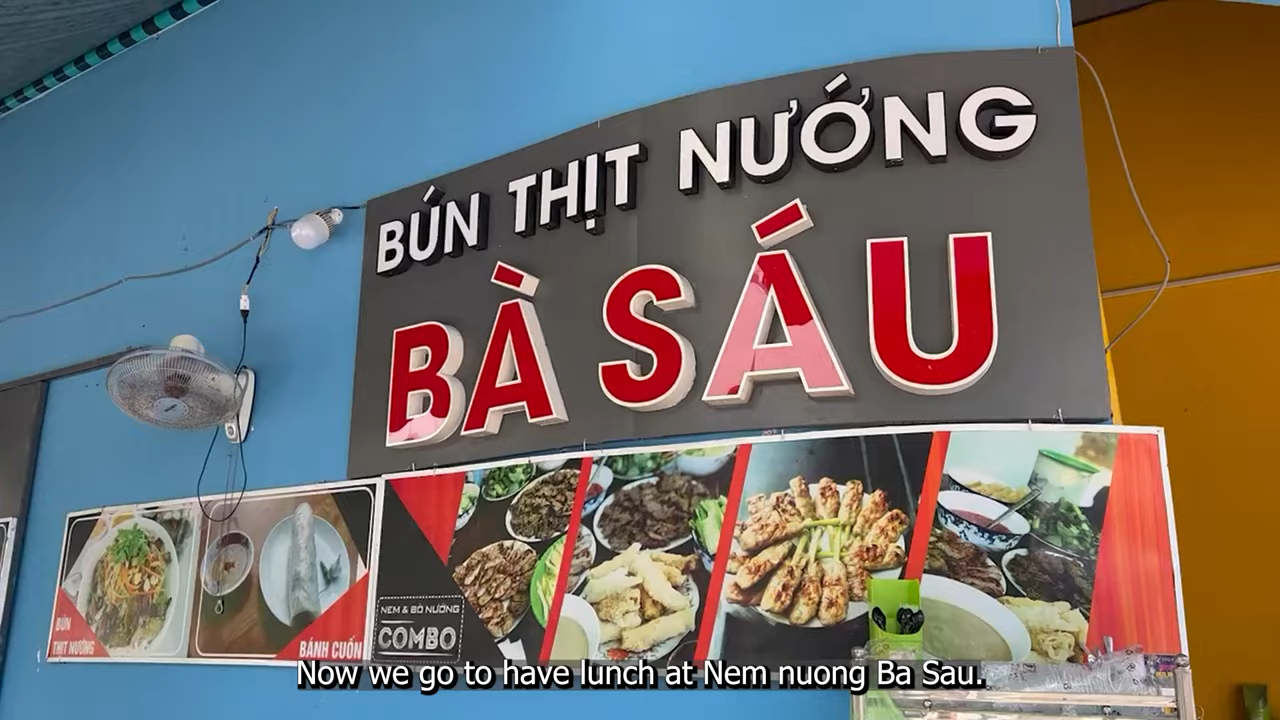 BÚN THỊT NƯỚNG
BÀ SÁU
BÚN
THỊT NƯỚNG
BÁNH CUỐN
NEM & BÒ NƯỚNG
COMBO
Now we go to have lunch at Nem nuong Ba Sau.